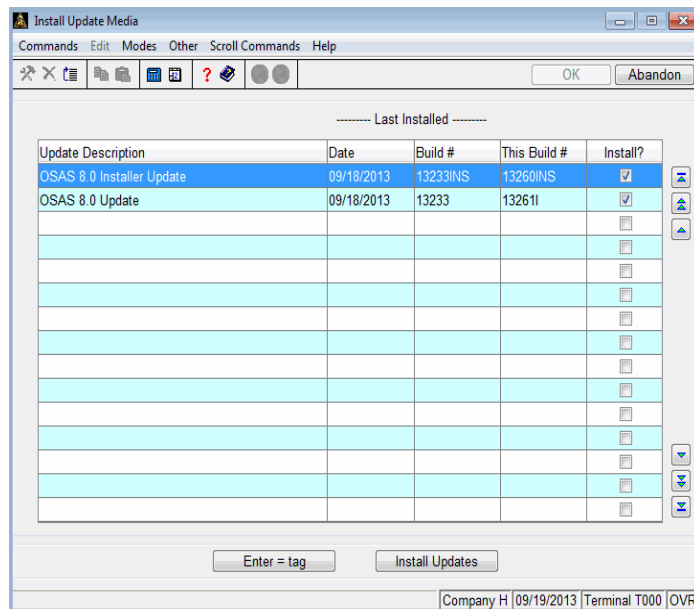 Install Update Media
Commands Edit Modes Other Scroll Commands Help
OK Abandon
--------- Last Installed ---------
Update Description Date Build # This Build # Install?
OSAS 8.0 Installer Update 09/18/2013 13233INS 13260INS
OSAS 8.0 Update 09/18/2013 13233 13261I
Enter = tag Install Updates
Company H 09/19/2013 Terminal T000 OVR